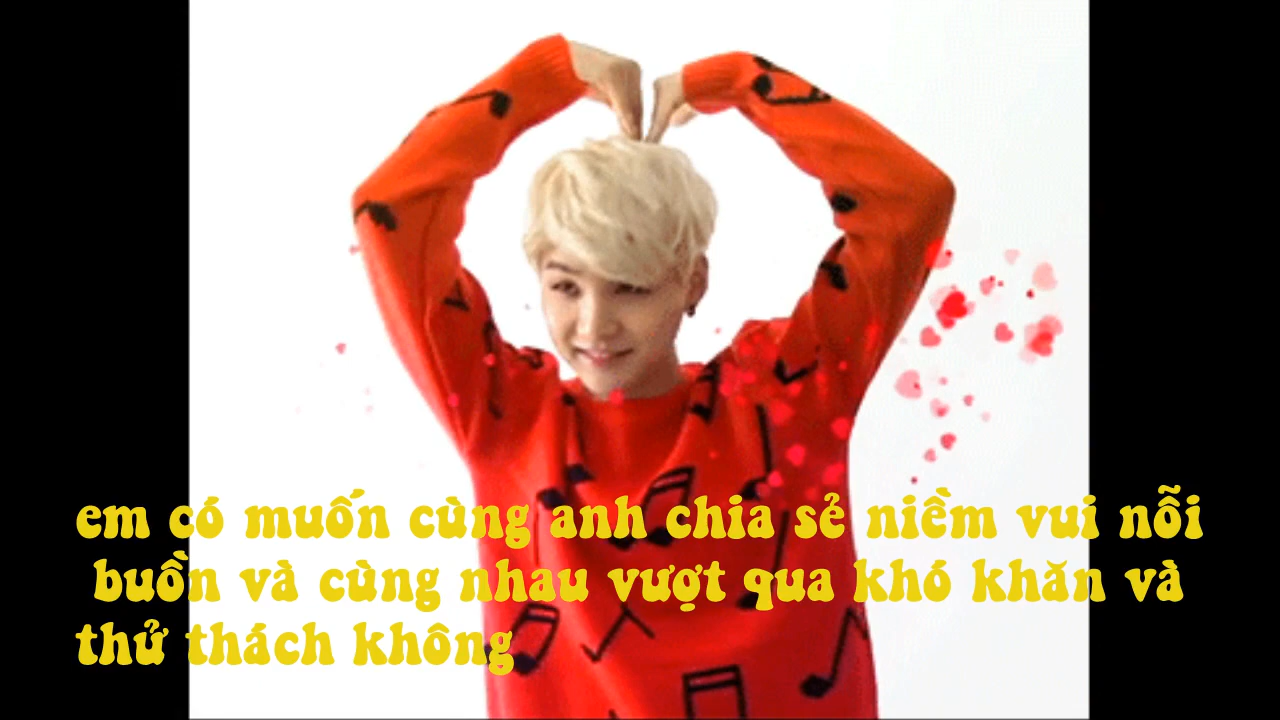 em có muốn cùng anh chia sẻ niềm vui nỗi
buồn và cùng nhau vượt qua khó khăn và
thử thách không